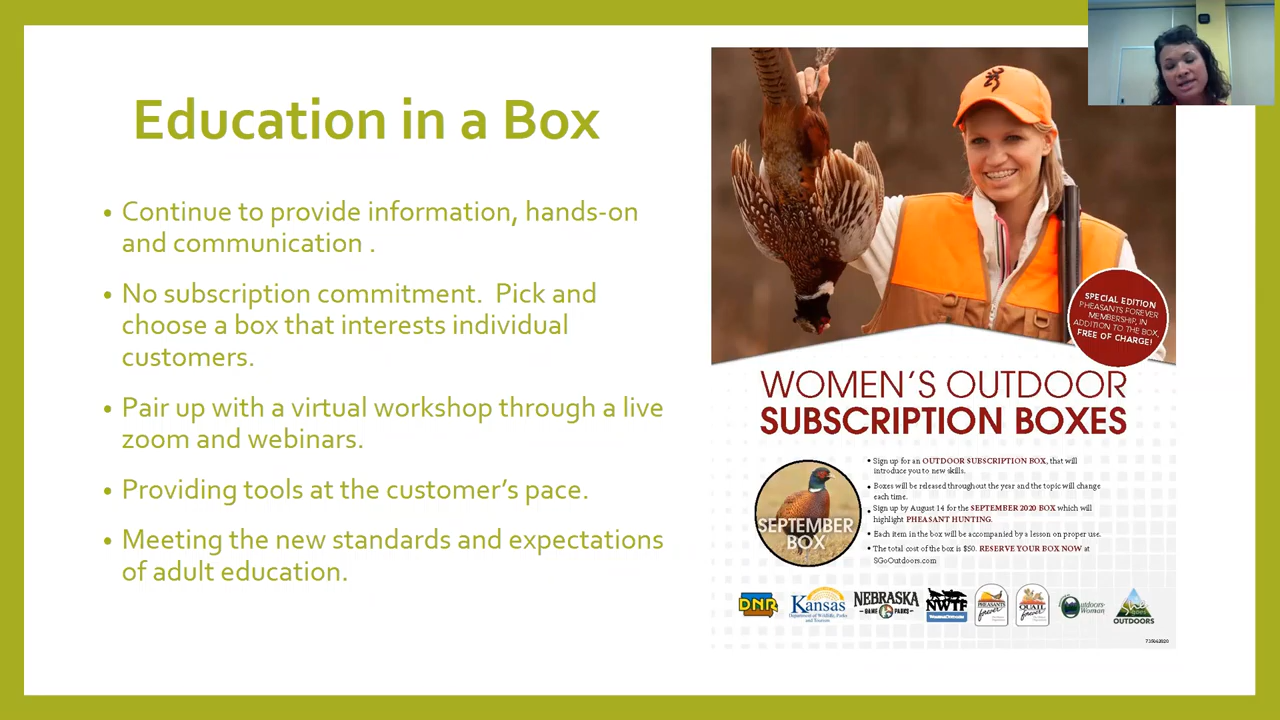 Education in a Box
• Continue to provide information, hands-on
and communication .
• No subscription commitment.  Pick and
choose a box that interests individual
customers.
• Pair up with a virtual workshop through a live
zoom and webinars.
• Providing tools at the customer's pace.
• Meeting the new standards and expectations
of adult education.
SPECIAL EDITION
PHEASANTS FOREVER
MEMBERSHIP, IN
ADDITION TO THE BOX,
FREE OF CHARGE!
WOMEN'S OUTDOOR
SUBSCRIPTION BOXES
SEPTEMBER
BOX
• Sign up for an OUTDOOR SUBSCRIPTION BOX, that will
introduce you to new skills.
• Boxes will be released throughout the year and the topic will change
each time.
• Sign up by August 14 for the SEPTEMBER 2020 BOX which will
highlight PHEASANT HUNTING.
• Each item in the box will be accompanied by a lesson on proper use.
• The total cost of the box is $50. RESERVE YOUR BOX NOW at
SGoOutdoors.com
DNR
Kansas
Department of Wildlife, Parks
and Tourism
NEBRASKA
GAME PARKS
NWTF
PHEASANTS
forever
QUAIL
forever
Outdoors-
Woman
She
goes
OUTDOORS